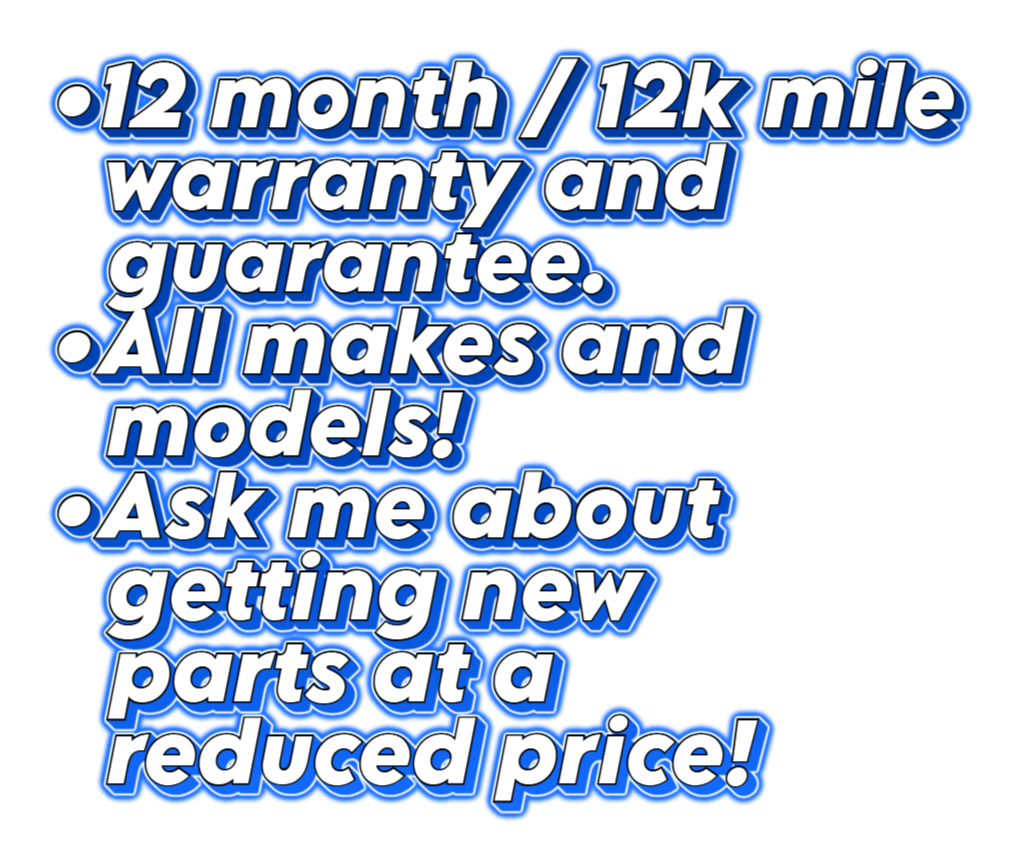 •12 month / 12k mile
warranty and
guarantee.
•All makes and
models!
•Ask me about
getting new
parts at a
reduced price!